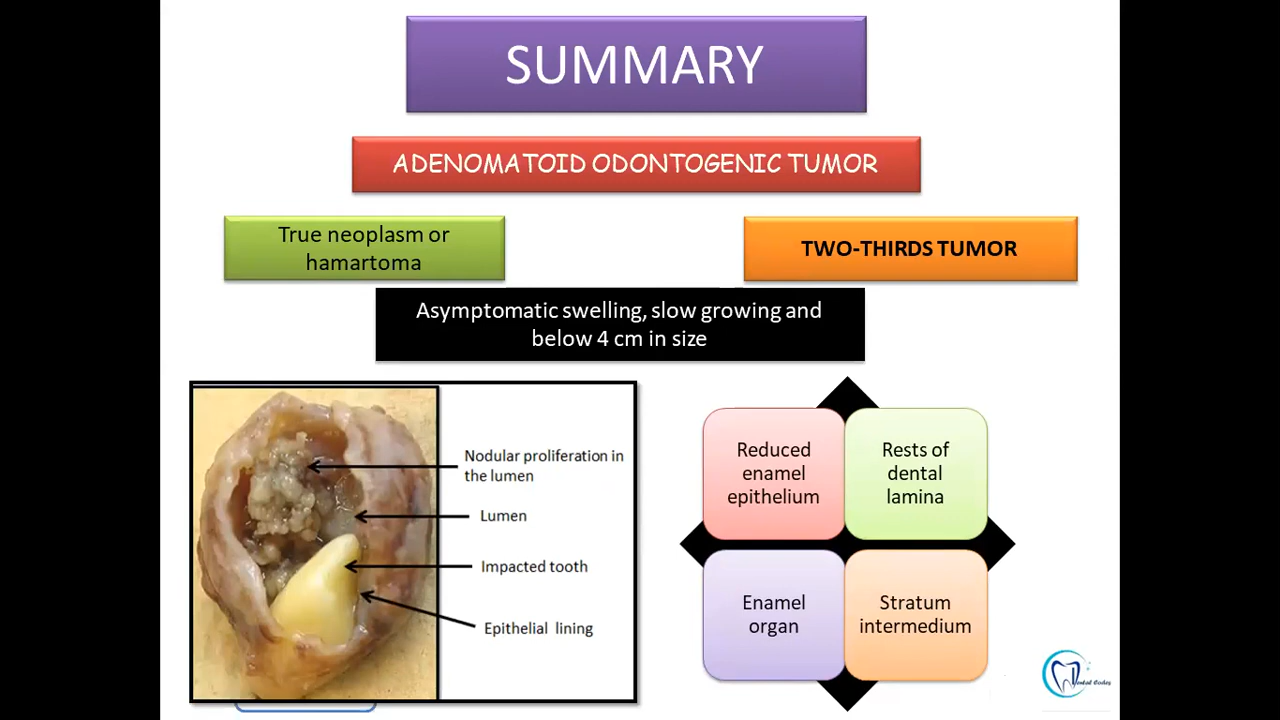 SUMMARY
ADENOMATOID ODONTOGENIC TUMOR
True neoplasm or
hamartoma
TWO-THIRDS TUMOR
Asymptomatic swelling, slow growing and
below 4 cm in size
Nodular proliferation in
the lumen
Lumen
Impacted tooth
Epithelial lining
Reduced
enamel
epithelium
Rests of
dental
lamina
Enamel
organ
Stratum
intermedium